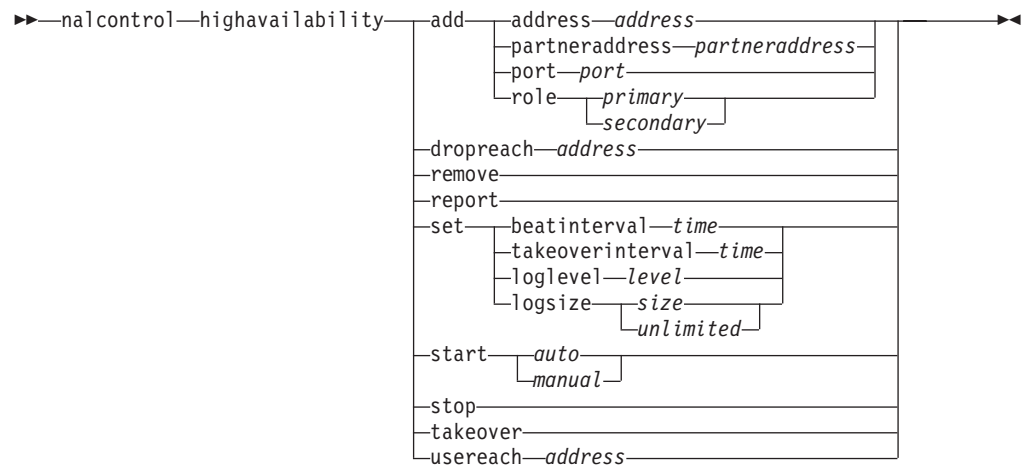 nalcontrol highavailability add address address
partneraddress partneraddress
port port
role primary
secondary
dropreach address
remove
report
set beatinterval time
takeoverinterval time
loglevel level
logsize size
unlimited
start auto
manual
stop
takeover
usereach address